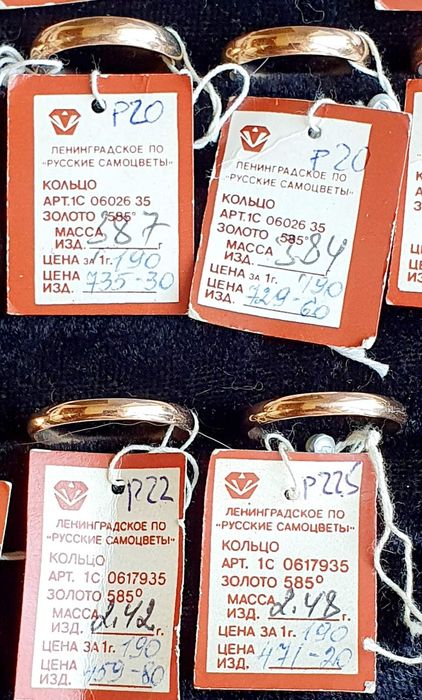 р20
ЛЕНИНГРАДСКОЕ ПО
"РУССКИЕ САМОЦВЕТЫ"
КОЛЬЦО
АРТ.1С 06026 35
ЗОЛОТО 585°
МАССА
ИЗД. 3.87 г.
ЦЕНА ЗА 1г. 190
ЦЕНА
ИЗД. 735-30
р20
ЛЕНИНГРАДСКОЕ ПО
"РУССКИЕ САМОЦВЕТЫ"
КОЛЬЦО
АРТ.1С 06026 35
ЗОЛОТО 585°
МАССА
ИЗД. 3.84 г.
ЦЕНА ЗА 1г. 190
ЦЕНА
ИЗД. 729-60
р22
ЛЕНИНГРАДСКОЕ ПО
"РУССКИЕ САМОЦВЕТЫ"
КОЛЬЦО
АРТ. 1С 0617935
ЗОЛОТО 585°
МАССА
ИЗД. 2.42 г.
ЦЕНА ЗА 1г. 190
ЦЕНА
ИЗД. 459-80
р22,5
ЛЕНИНГРАДСКОЕ ПО
"РУССКИЕ САМОЦВЕТЫ"
КОЛЬЦО
АРТ. 1С 0617935
ЗОЛОТО 585°
МАССА
ИЗД. 2.48 г.
ЦЕНА ЗА 1г. 190
ЦЕНА
ИЗД. 471-20